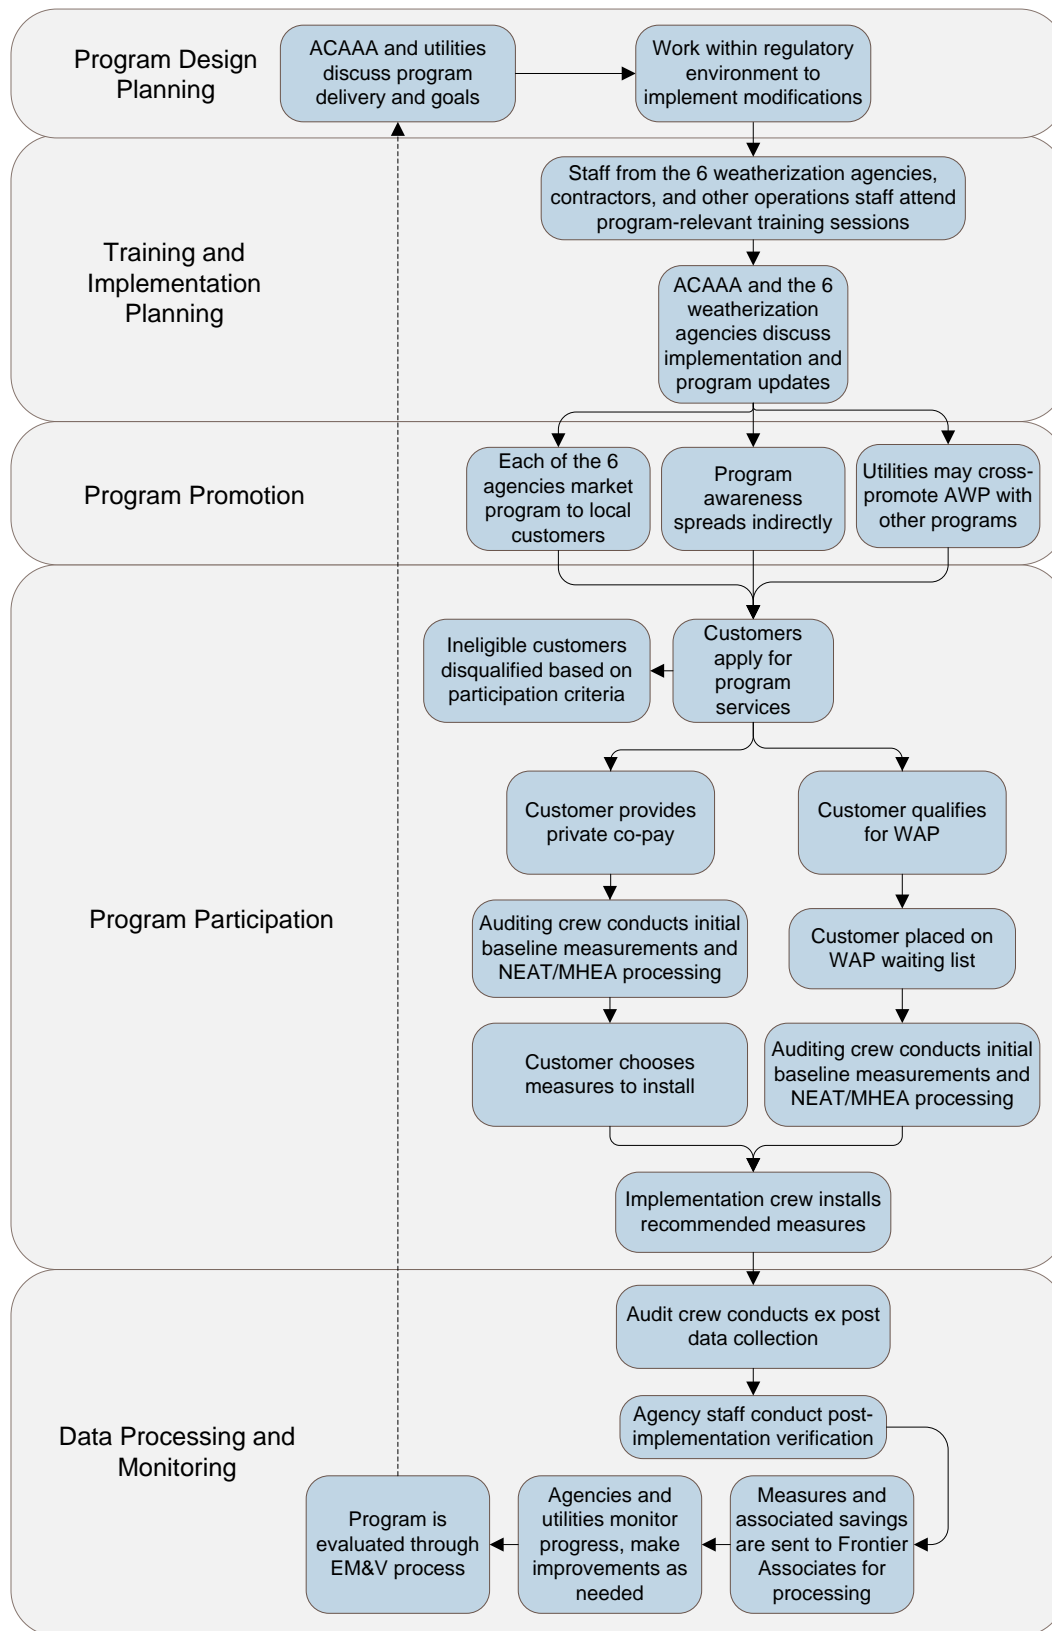 Program Design
Planning
ACAAA and utilities
discuss program
delivery and goals
Work within regulatory
environment to
implement modifications
Training and
Implementation
Planning
Staff from the 6 weatherization agencies,
contractors, and other operations staff attend
program-relevant training sessions
ACAAA and the 6
weatherization
agencies discuss
implementation and
program updates
Program Promotion
Each of the 6
agencies market
program to local
customers
Program
awareness
spreads indirectly
Utilities may cross-
promote AWP with
other programs
Program Participation
Ineligible customers
disqualified based on
participation criteria
Customers
apply for
program
services
Customer provides
private co-pay
Customer qualifies
for WAP
Auditing crew conducts initial
baseline measurements and
NEAT/MHEA processing
Customer placed on
WAP waiting list
Customer chooses
measures to install
Auditing crew conducts initial
baseline measurements and
NEAT/MHEA processing
Implementation crew installs
recommended measures
Data Processing and
Monitoring
Audit crew conducts ex post
data collection
Agency staff conduct post-
implementation verification
Program is
evaluated through
EM&V process
Agencies and
utilities monitor
progress, make
improvements as
needed
Measures and
associated savings
are sent to Frontier
Associates for
processing